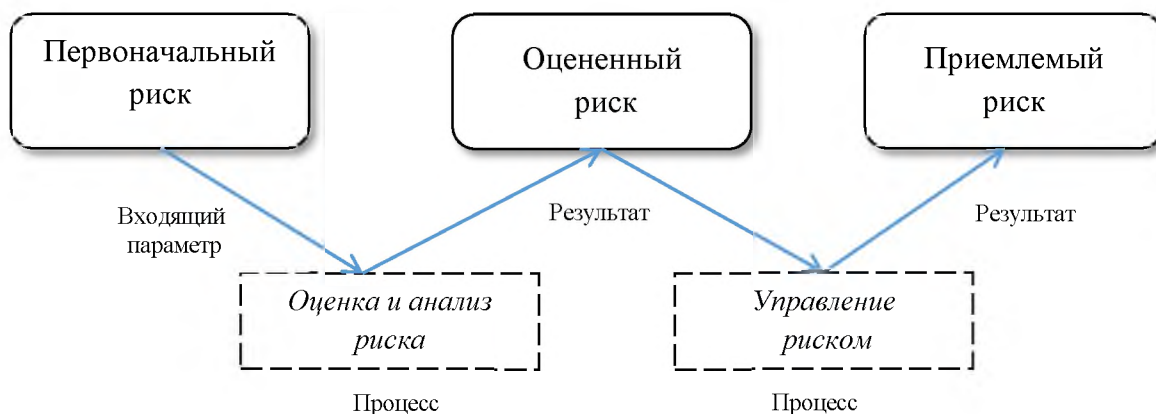 Первоначальный
риск
Оцененный
риск
Приемлемый
риск
Входящий
параметр
Результат
Результат
Оценка и анализ
риска
Управление
риском
Процесс
Процесс